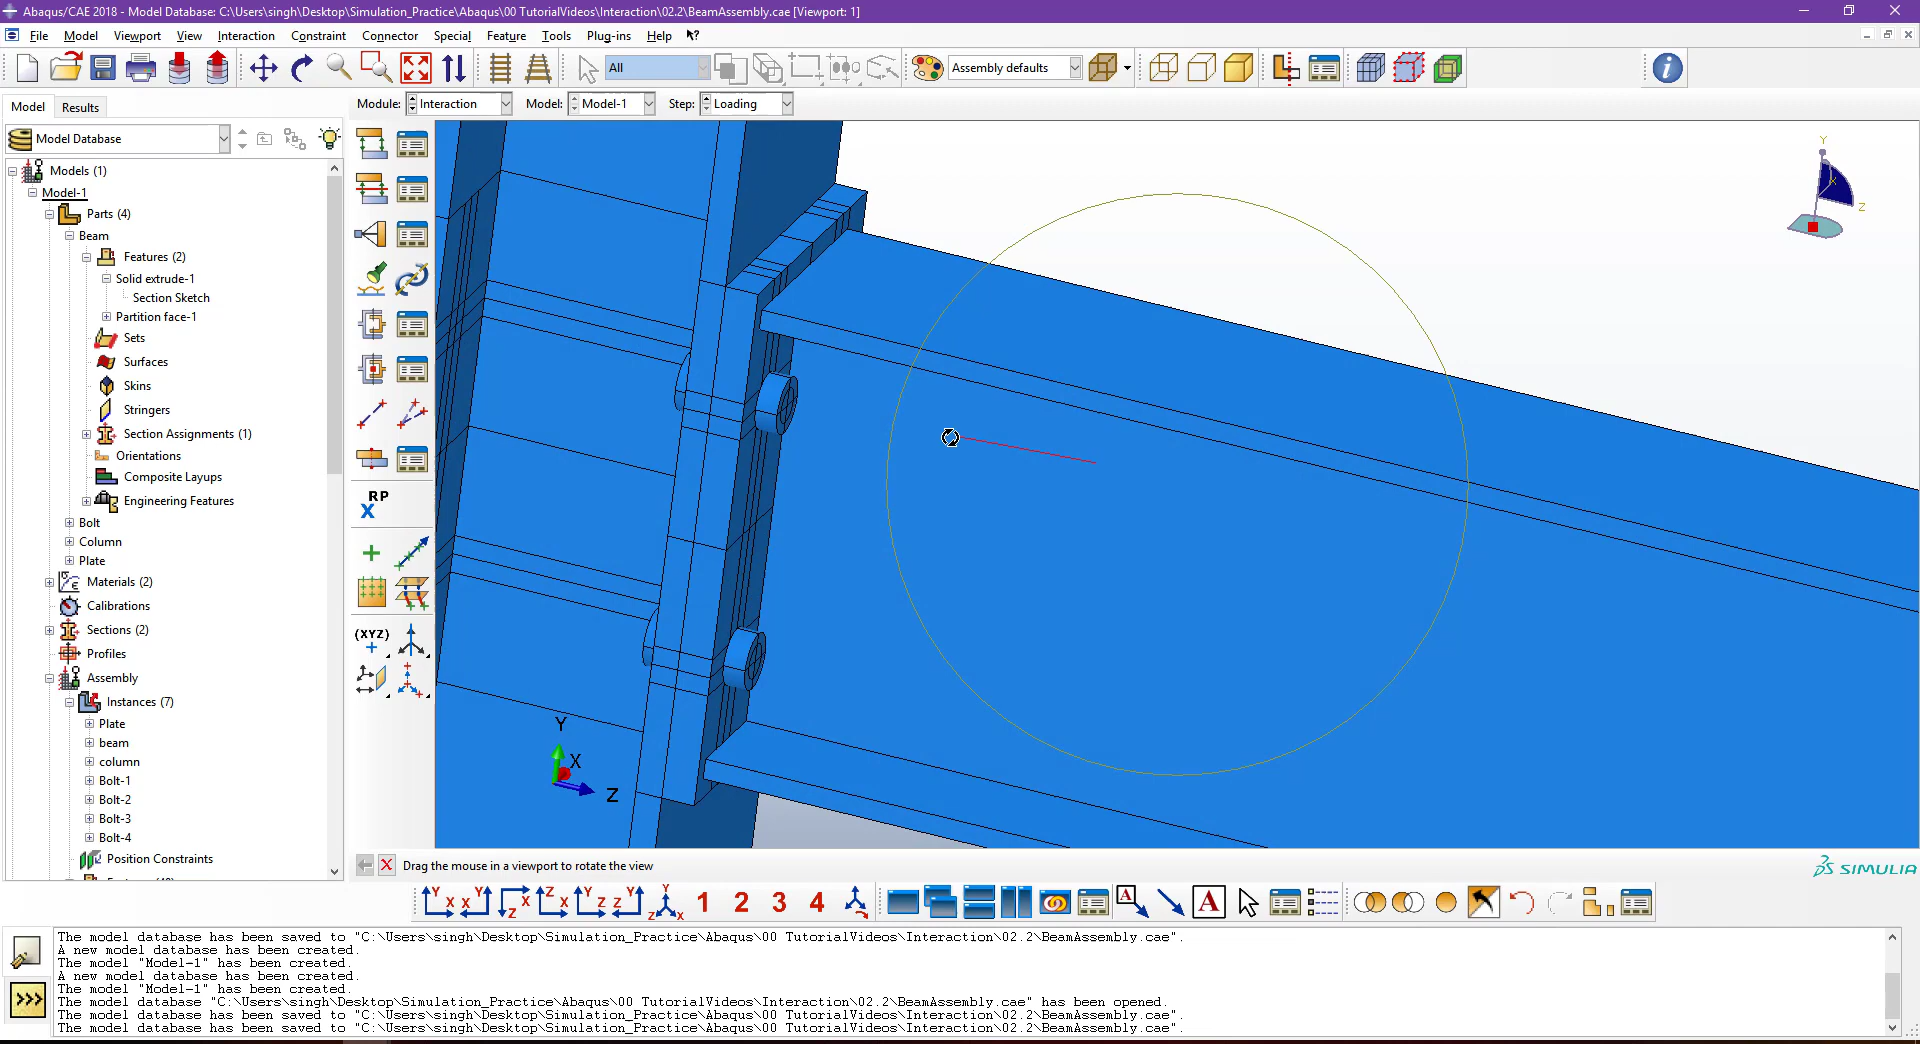 Abaqus/CAE 2018 - Model Database: C:\Users\singh\Desktop\Simulation_Practice\Abaqus\00 TutorialVideos\Interaction\02.2\BeamAssembly.cae [Viewport: 1]
File Model Viewport View Interaction Constraint Connector Special Feature Tools Plug-ins Help
All
Assembly defaults
Model Results
Module: Interaction Model: Model-1 Step: Loading
Model Database
Models (1)
Model-1
Parts (4)
Beam
Features (2)
Solid extrude-1
Section Sketch
Partition face-1
Sets
Surfaces
Skins
Stringers
Section Assignments (1)
Orientations
Composite Layups
Engineering Features
Bolt
Column
Plate
Materials (2)
Calibrations
Sections (2)
Profiles
Assembly
Instances (7)
Plate
beam
column
Bolt-1
Bolt-2
Bolt-3
Bolt-4
Position Constraints
RP
X
(XYZ)
Y
X
Z
Y
X
Z
Drag the mouse in a viewport to rotate the view
SIMULIA
1 2 3 4
A
A
The model database has been saved to "C:\Users\singh\Desktop\Simulation_Practice\Abaqus\00 TutorialVideos\Interaction\02.2\BeamAssembly.cae".
A new model database has been created.
The model "Model-1" has been created.
A new model database has been created.
The model "Model-1" has been created.
The model database "C:\Users\singh\Desktop\Simulation_Practice\Abaqus\00 TutorialVideos\Interaction\02.2\BeamAssembly.cae" has been opened.
The model database has been saved to "C:\Users\singh\Desktop\Simulation_Practice\Abaqus\00 TutorialVideos\Interaction\02.2\BeamAssembly.cae".
The model database has been saved to "C:\Users\singh\Desktop\Simulation_Practice\Abaqus\00 TutorialVideos\Interaction\02.2\BeamAssembly.cae".